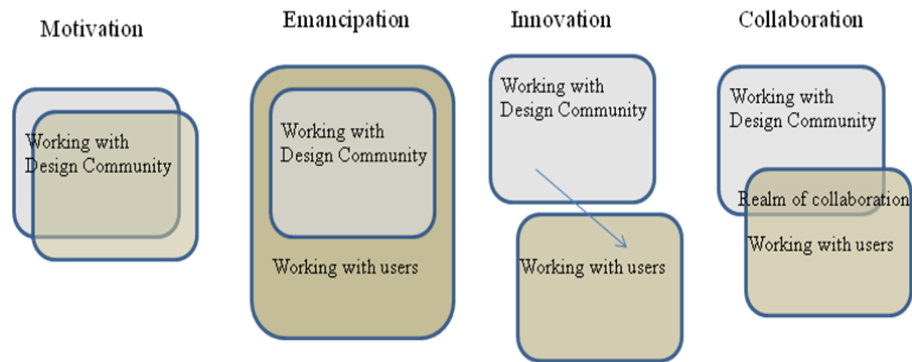 Motivation
Working with
Design Community
Emancipation
Working with
Design Community
Working with users
Innovation
Working with
Design Community
Working with users
Collaboration
Working with
Design Community
Realm of collaboration
Working with users